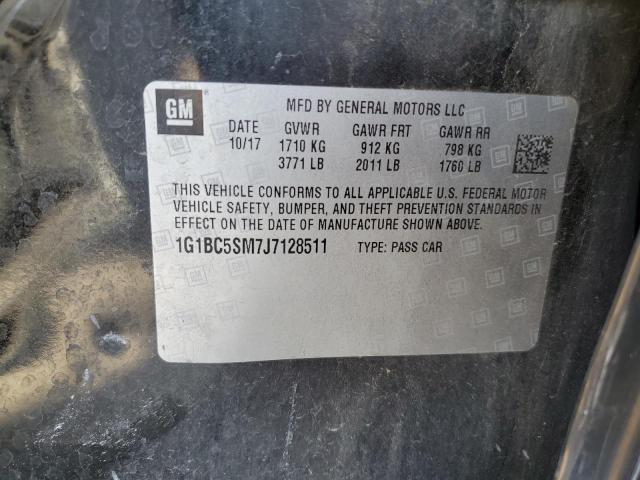 GM
MFD BY GENERAL MOTORS LLC
DATE GVWR GAWR FRT GAWR RR
10/17 1710 KG 912 KG 798 KG
3771 LB 2011 LB 1760 LB
THIS VEHICLE CONFORMS TO ALL APPLICABLE U.S. FEDERAL MOTOR
VEHICLE SAFETY, BUMPER, AND THEFT PREVENTION STANDARDS IN
EFFECT ON THE DATE OF MANUFACTURE SHOWN ABOVE.
1G1BC5SM7J7128511 TYPE: PASS CAR